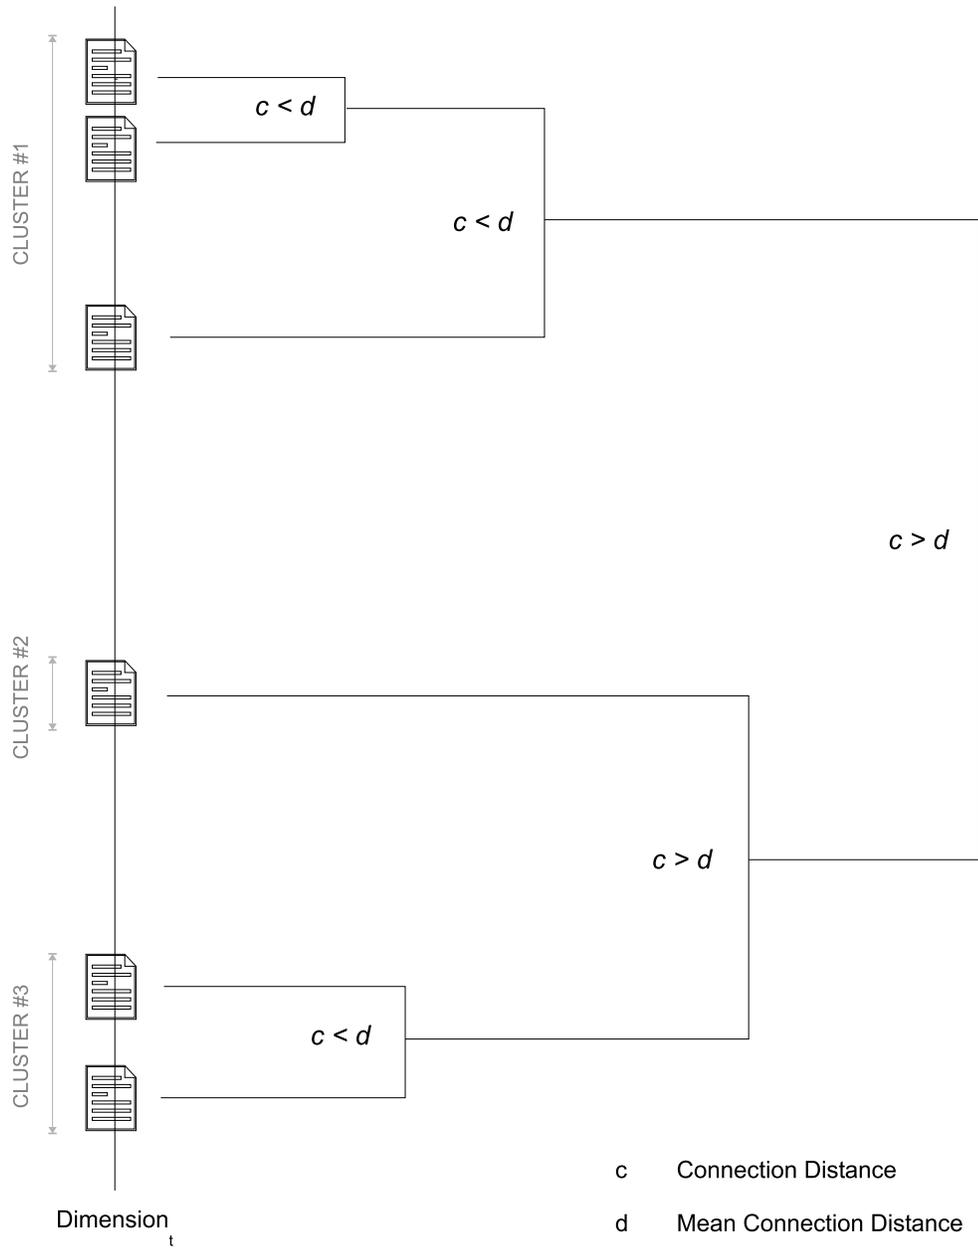 CLUSTER #1
c < d
c < d
c > d
CLUSTER #2
c > d
CLUSTER #3
c < d
c Connection Distance
d Mean Connection Distance
Dimension t